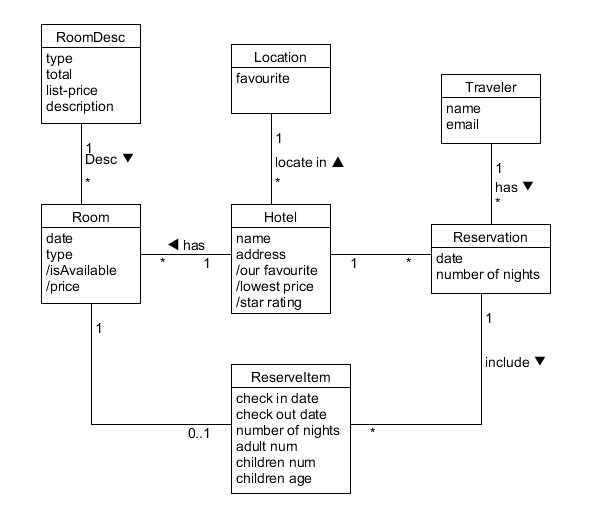 RoomDesc
type
total
list-price
description
Location
favourite
Traveler
name
email
1
Desc ▼
*
1
locate in ▲
*
1
has ▼
*
Room
date
type
/isAvailable
/price
◀ has
*
1
Hotel
name
address
/our favourite
/lowest price
/star rating
1
*
Reservation
date
number of nights
1
0..1
ReserveItem
check in date
check out date
number of nights
adult num
children num
children age
1
include ▼
*